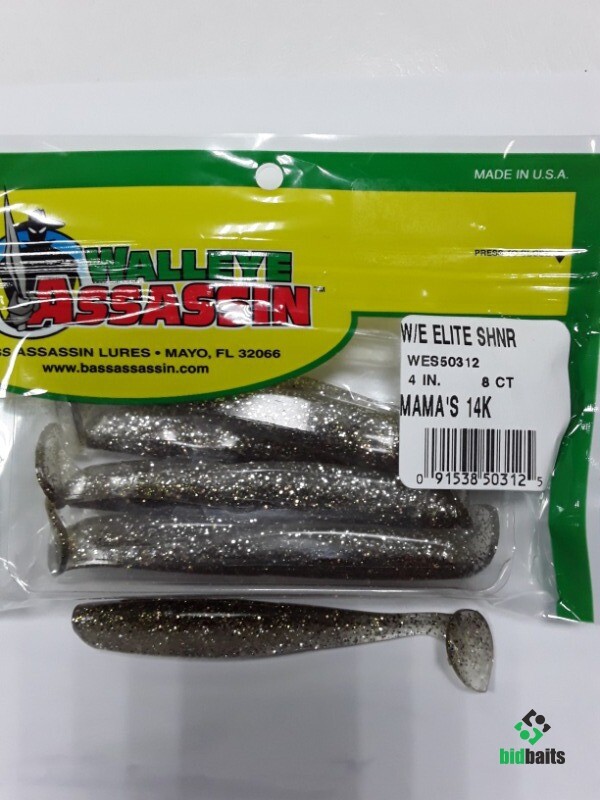 MADE IN U.S.A.
WALLEYE
ASSASSIN
ASSASSIN LURES • MAYO, FL 32066
www.bassassassin.com
W/E ELITE SHNR
WES50312
4 IN. 8 CT
MAMA'S 14K
0 91538 50312 5
bidbaits